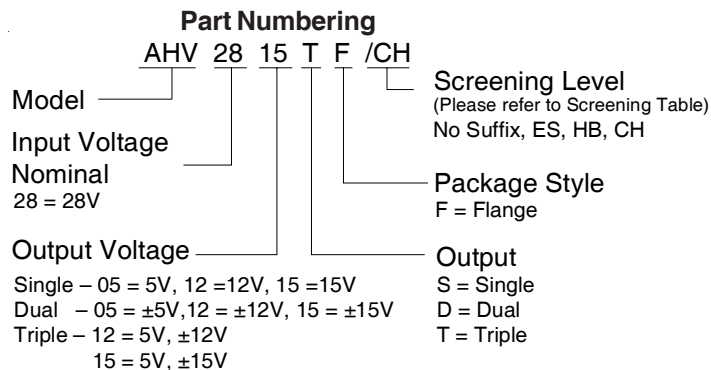 Part Numbering
AHV 28 15 T F /CH
Model
Input Voltage
Nominal
28 = 28V
Output Voltage
Single – 05 = 5V, 12 =12V, 15 =15V
Dual – 05 = ±5V,12 = ±12V, 15 = ±15V
Triple – 12 = 5V, ±12V
15 = 5V, ±15V
Screening Level
(Please refer to Screening Table)
No Suffix, ES, HB, CH
Package Style
F = Flange
Output
S = Single
D = Dual
T = Triple